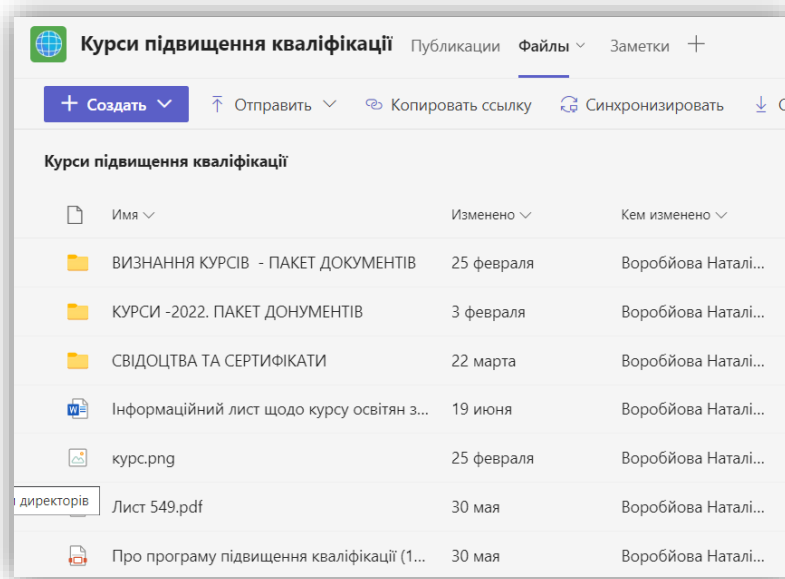 Курси підвищення кваліфікації Публикации Файлы Заметки
Создать Отправить Копировать ссылку Синхронизировать
Курси підвищення кваліфікації
Имя Изменено Кем изменено
ВИЗНАННЯ КУРСІВ - ПАКЕТ ДОКУМЕНТІВ 25 февраля Воробйова Наталі...
КУРСИ -2022. ПАКЕТ ДОНУМЕНТІВ 3 февраля Воробйова Наталі...
СВІДОЦТВА ТА СЕРТИФІКАТИ 22 марта Воробйова Наталі...
Інформаційний лист щодо курсу освітян з... 19 июня Воробйова Наталі...
курс.png 25 февраля Воробйова Наталі...
директорів Лист 549.pdf 30 мая Воробйова Наталі...
Про програму підвищення кваліфікації (1... 30 мая Воробйова Наталі...